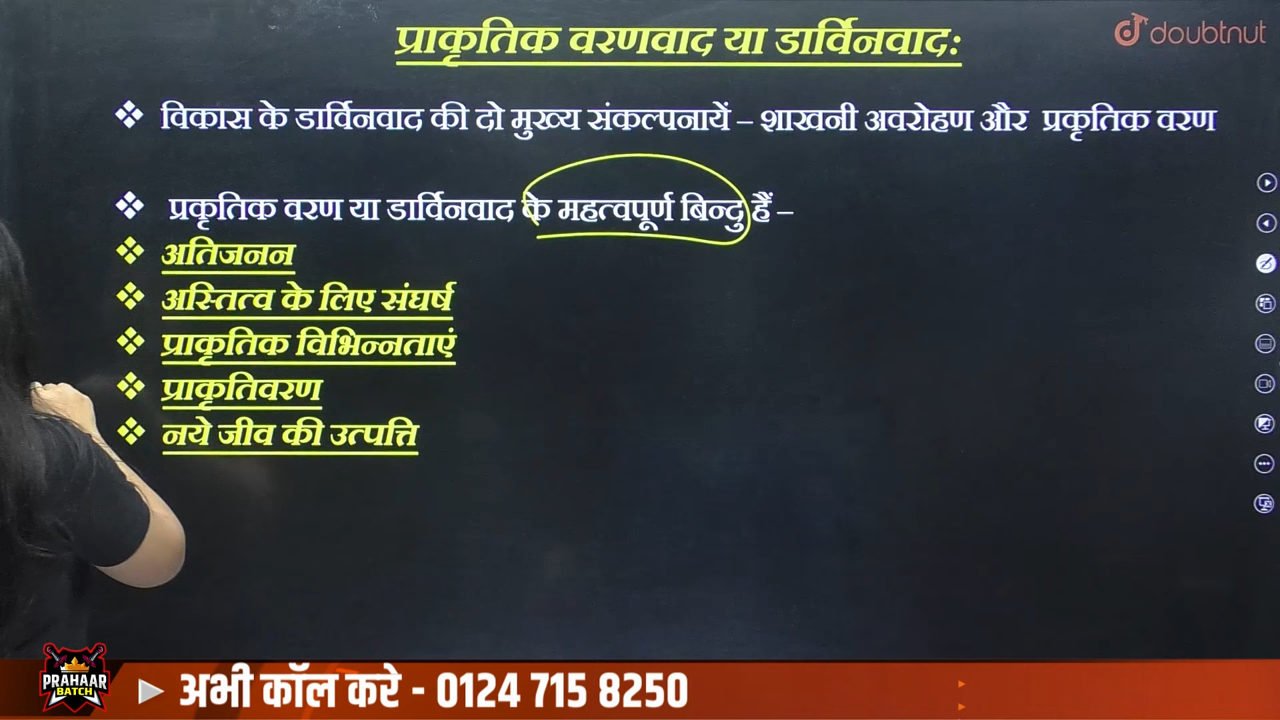 प्राकृतिक वरणवाद या डार्विनवाद:
doubtnut
❖ विकास के डार्विनवाद की दो मुख्य संकल्पनायें – शाखनी अवरोहण और प्रकृतिक वरण
❖ प्रकृतिक वरण या डार्विनवाद के महत्वपूर्ण बिन्दु हैं –
❖ अतिजनन
❖ अस्तित्व के लिए संघर्ष
❖ प्राकृतिक विभिन्नताएं
❖ प्राकृतिवरण
❖ नये जीव की उत्पत्ति
PRAHAAR
BATCH
अभी कॉल करे - 0124 715 8250